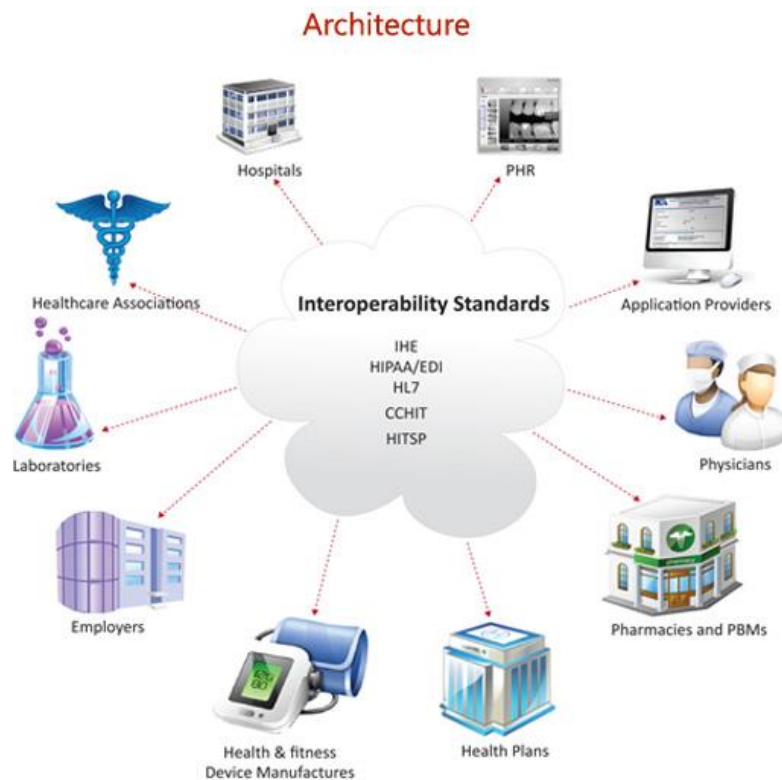 Architecture
Hospitals
PHR
Healthcare Associations
Application Providers
Interoperability Standards
IHE
HIPAA/EDI
HL7
CCHIT
HITSP
Laboratories
Physicians
Employers
pharmacy
Pharmacies and PBMs
Health & fitness
Device Manufactures
Health Plans